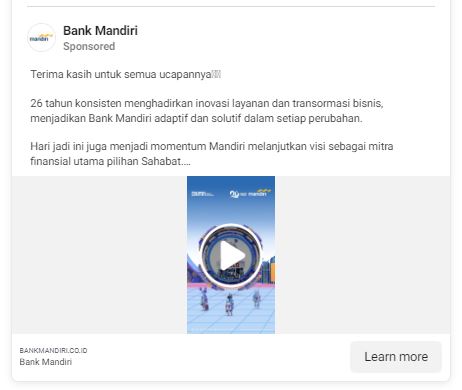 Bank Mandiri
Sponsored
mandiri
Terima kasih untuk semua ucapannya
26 tahun konsisten menghadirkan inovasi layanan dan transormasi bisnis,
menjadikan Bank Mandiri adaptif dan solutif dalam setiap perubahan.
Hari jadi ini juga menjadi momentum Mandiri melanjutkan visi sebagai mitra
finansial utama pilihan Sahabat....
mandiri
BANKMANDIRI.CO.ID
Bank Mandiri
Learn more